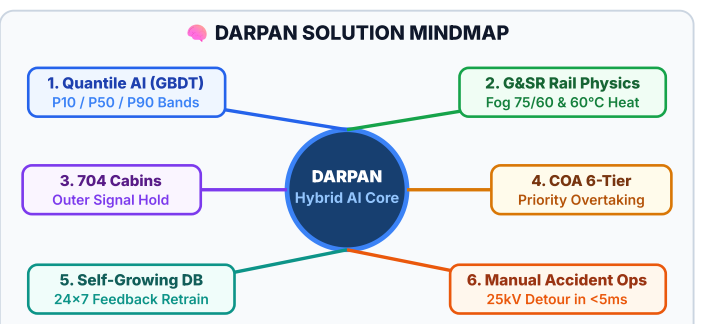 🧠 DARPAN SOLUTION MINDMAP
1. Quantile AI (GBDT)
P10 / P50 / P90 Bands
2. G&SR Rail Physics
Fog 75/60 & 60°C Heat
3. 704 Cabins
Outer Signal Hold
DARPAN
Hybrid AI Core
4. COA 6-Tier
Priority Overtaking
5. Self-Growing DB
24×7 Feedback Retrain
6. Manual Accident Ops
25kV Detour in <5ms